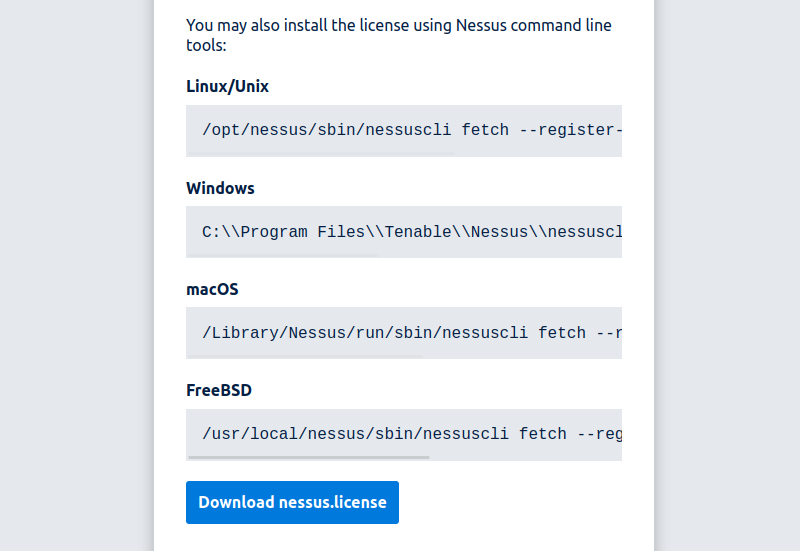 You may also install the license using Nessus command line
tools:
Linux/Unix
/opt/nessus/sbin/nessuscli fetch --register-
Windows
C:\\Program Files\\Tenable\\Nessus\\nessuscl
macOS
/Library/Nessus/run/sbin/nessuscli fetch --r
FreeBSD
/usr/local/nessus/sbin/nessuscli fetch --reg
Download nessus.license